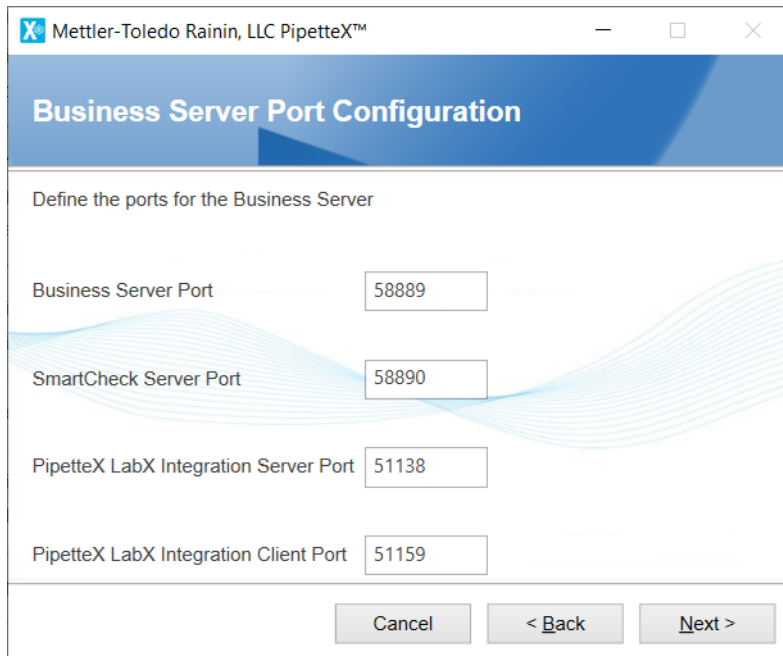 Mettler-Toledo Rainin, LLC PipetteX™
Business Server Port Configuration
Define the ports for the Business Server
Business Server Port 58889
SmartCheck Server Port 58890
PipetteX LabX Integration Server Port 51138
PipetteX LabX Integration Client Port 51159
Cancel < Back Next >